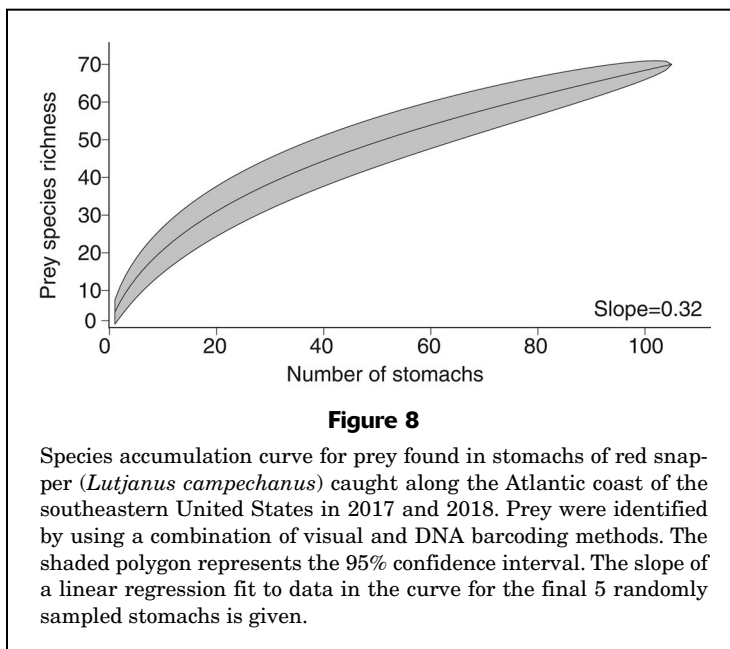 70
60
50
40
30
20
10
0
Prey species richness
Slope=0.32
0 20 40 60 80 100
Number of stomachs
Figure 8
Species accumulation curve for prey found in stomachs of red snap-
per (Lutjanus campechanus) caught along the Atlantic coast of the
southeastern United States in 2017 and 2018. Prey were identified
by using a combination of visual and DNA barcoding methods. The
shaded polygon represents the 95% confidence interval. The slope of
a linear regression fit to data in the curve for the final 5 randomly
sampled stomachs is given.